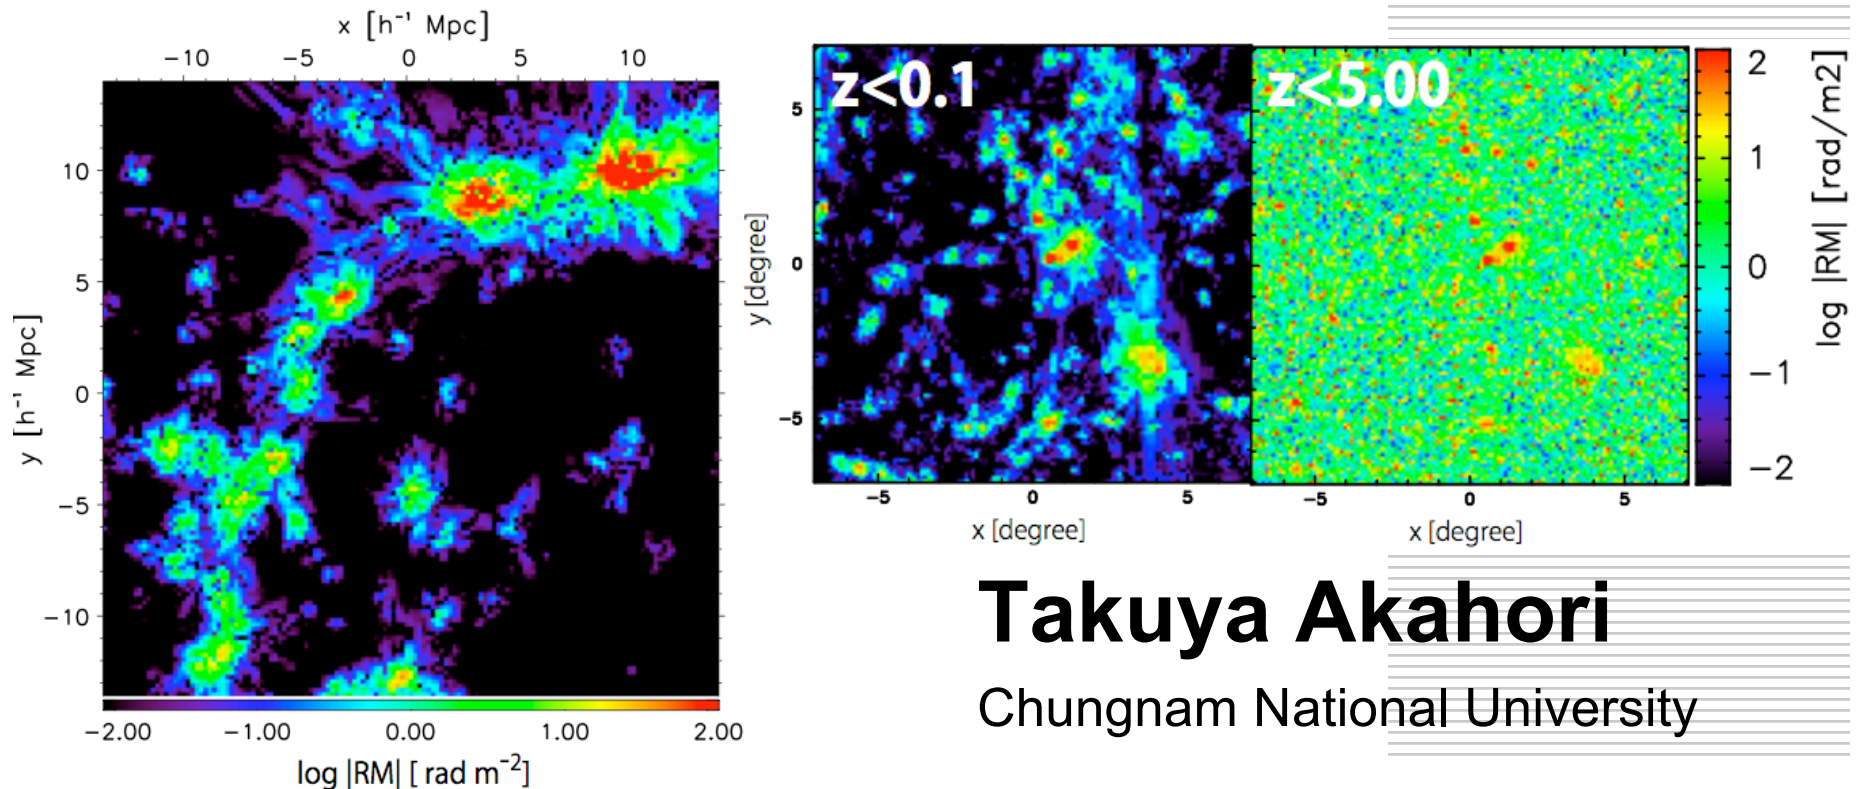 x [h⁻¹ Mpc]
−10 −5 0 5 10
y [h⁻¹ Mpc]
10
5
0
−5
−10
−2.00 −1.00 0.00 1.00 2.00
log |RM| [ rad m⁻²]
z<0.1
z<5.00
y [degree]
5
0
−5
−5 0 5
−5 0 5
x [degree]
x [degree]
2
1
0
−1
−2
log |RM| [rad/m2]
Takuya Akahori
Chungnam National University